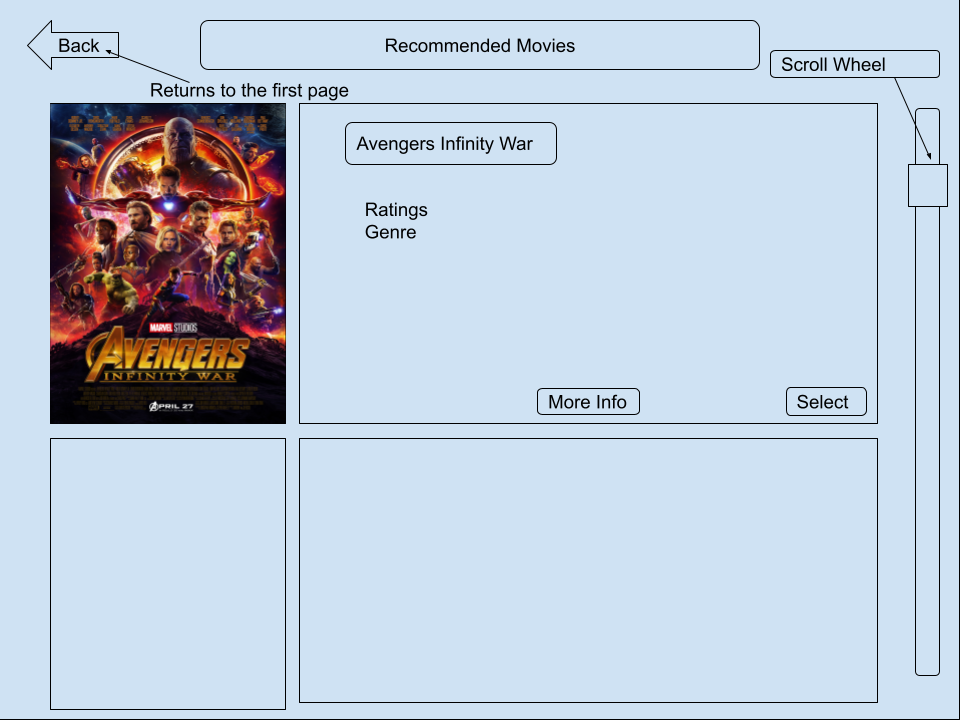 Back
Recommended Movies
Scroll Wheel
Returns to the first page
Avengers Infinity War
Ratings
Genre
MARVEL STUDIOS
AVENGERS
INFINITY WAR
APRIL 27
More Info
Select